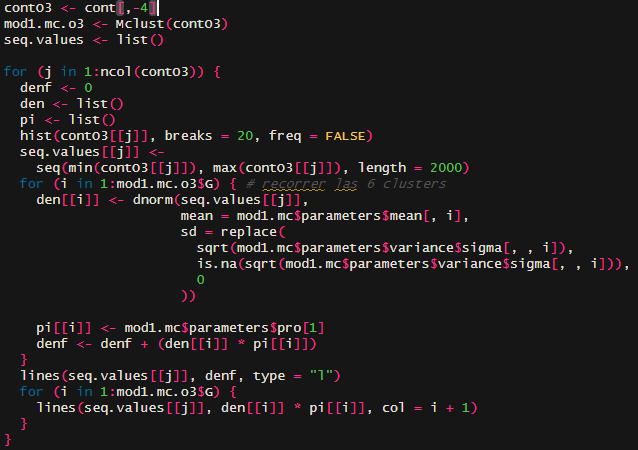 contO3 <- cont[,-4]
mod1.mc.o3 <- Mclust(contO3)
seq.values <- list()
for (j in 1:ncol(contO3)) {
denf <- 0
den <- list()
pi <- list()
hist(contO3[[j]], breaks = 20, freq = FALSE)
seq.values[[j]] <-
seq(min(contO3[[j]]), max(contO3[[j]]), length = 2000)
for (i in 1:mod1.mc.o3$G) { # recorrer las 6 clusters
den[[i]] <- dnorm(seq.values[[j]],
mean = mod1.mc$parameters$mean[, i],
sd = replace(
sqrt(mod1.mc$parameters$variance$sigma[, , i]),
is.na(sqrt(mod1.mc$parameters$variance$sigma[, , i])),
0
))
pi[[i]] <- mod1.mc$parameters$pro[1]
denf <- denf + (den[[i]] * pi[[i]])
}
lines(seq.values[[j]], denf, type = "l")
for (i in 1:mod1.mc.o3$G) {
lines(seq.values[[j]], den[[i]] * pi[[i]], col = i + 1)
}
}